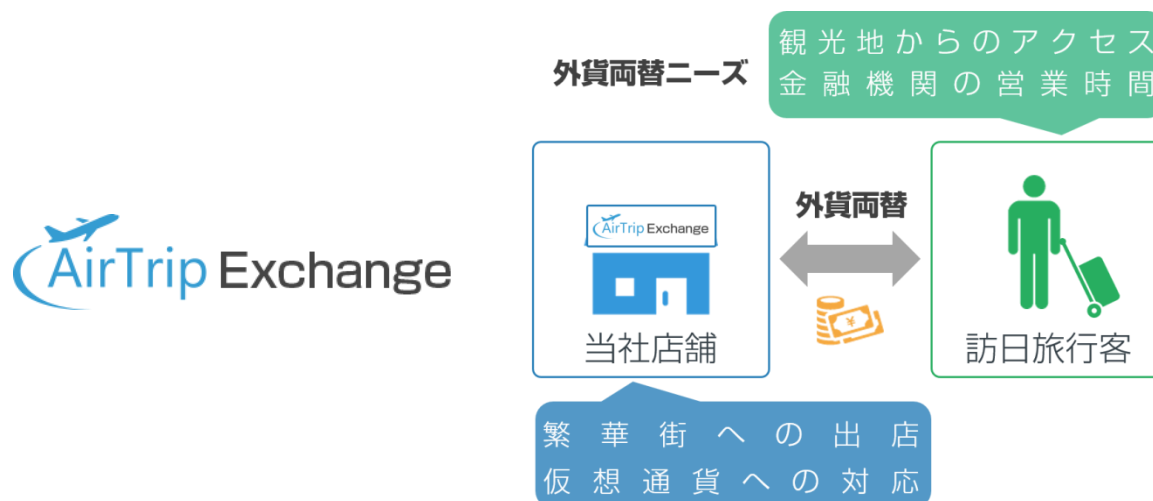 AirTrip Exchange
外貨両替ニーズ
観光地からのアクセス
金融機関の営業時間
AirTrip Exchange
当社店舗
外貨両替
¥
訪日旅行客
繁華街への出店
仮想通貨への対応